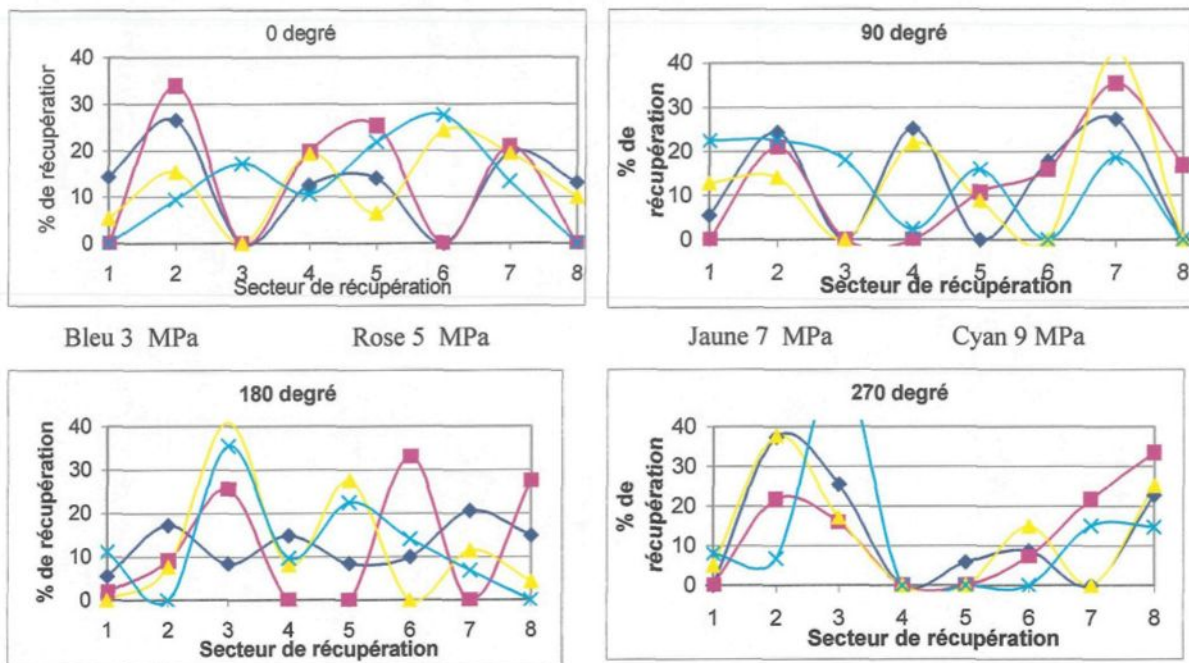 0 degré
% de récupératior
40
30
20
10
0
1 2 3 4 5 6 7 8
Secteur de récupération
90 degré
% de
récupération
40
30
20
10
0
1 2 3 4 5 6 7 8
Secteur de récupération
Bleu 3 MPa Rose 5 MPa Jaune 7 MPa Cyan 9 MPa
180 degré
% de récupération
40
30
20
10
0
1 2 3 4 5 6 7 8
Secteur de récupération
270 degré
% de
récupération
40
30
20
10
0
1 2 3 4 5 6 7 8
Secteur de récupération